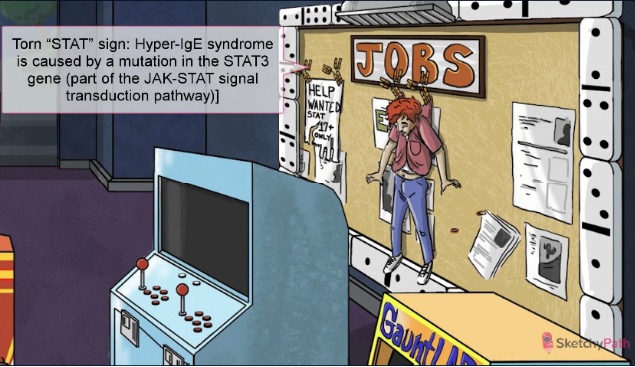 Torn “STAT” sign: Hyper-IgE syndrome
is caused by a mutation in the STAT3
gene (part of the JAK-STAT signal
transduction pathway)]
JOBS
HELP
WANTED
STAT
17+
ONLY
E
SketchyPath